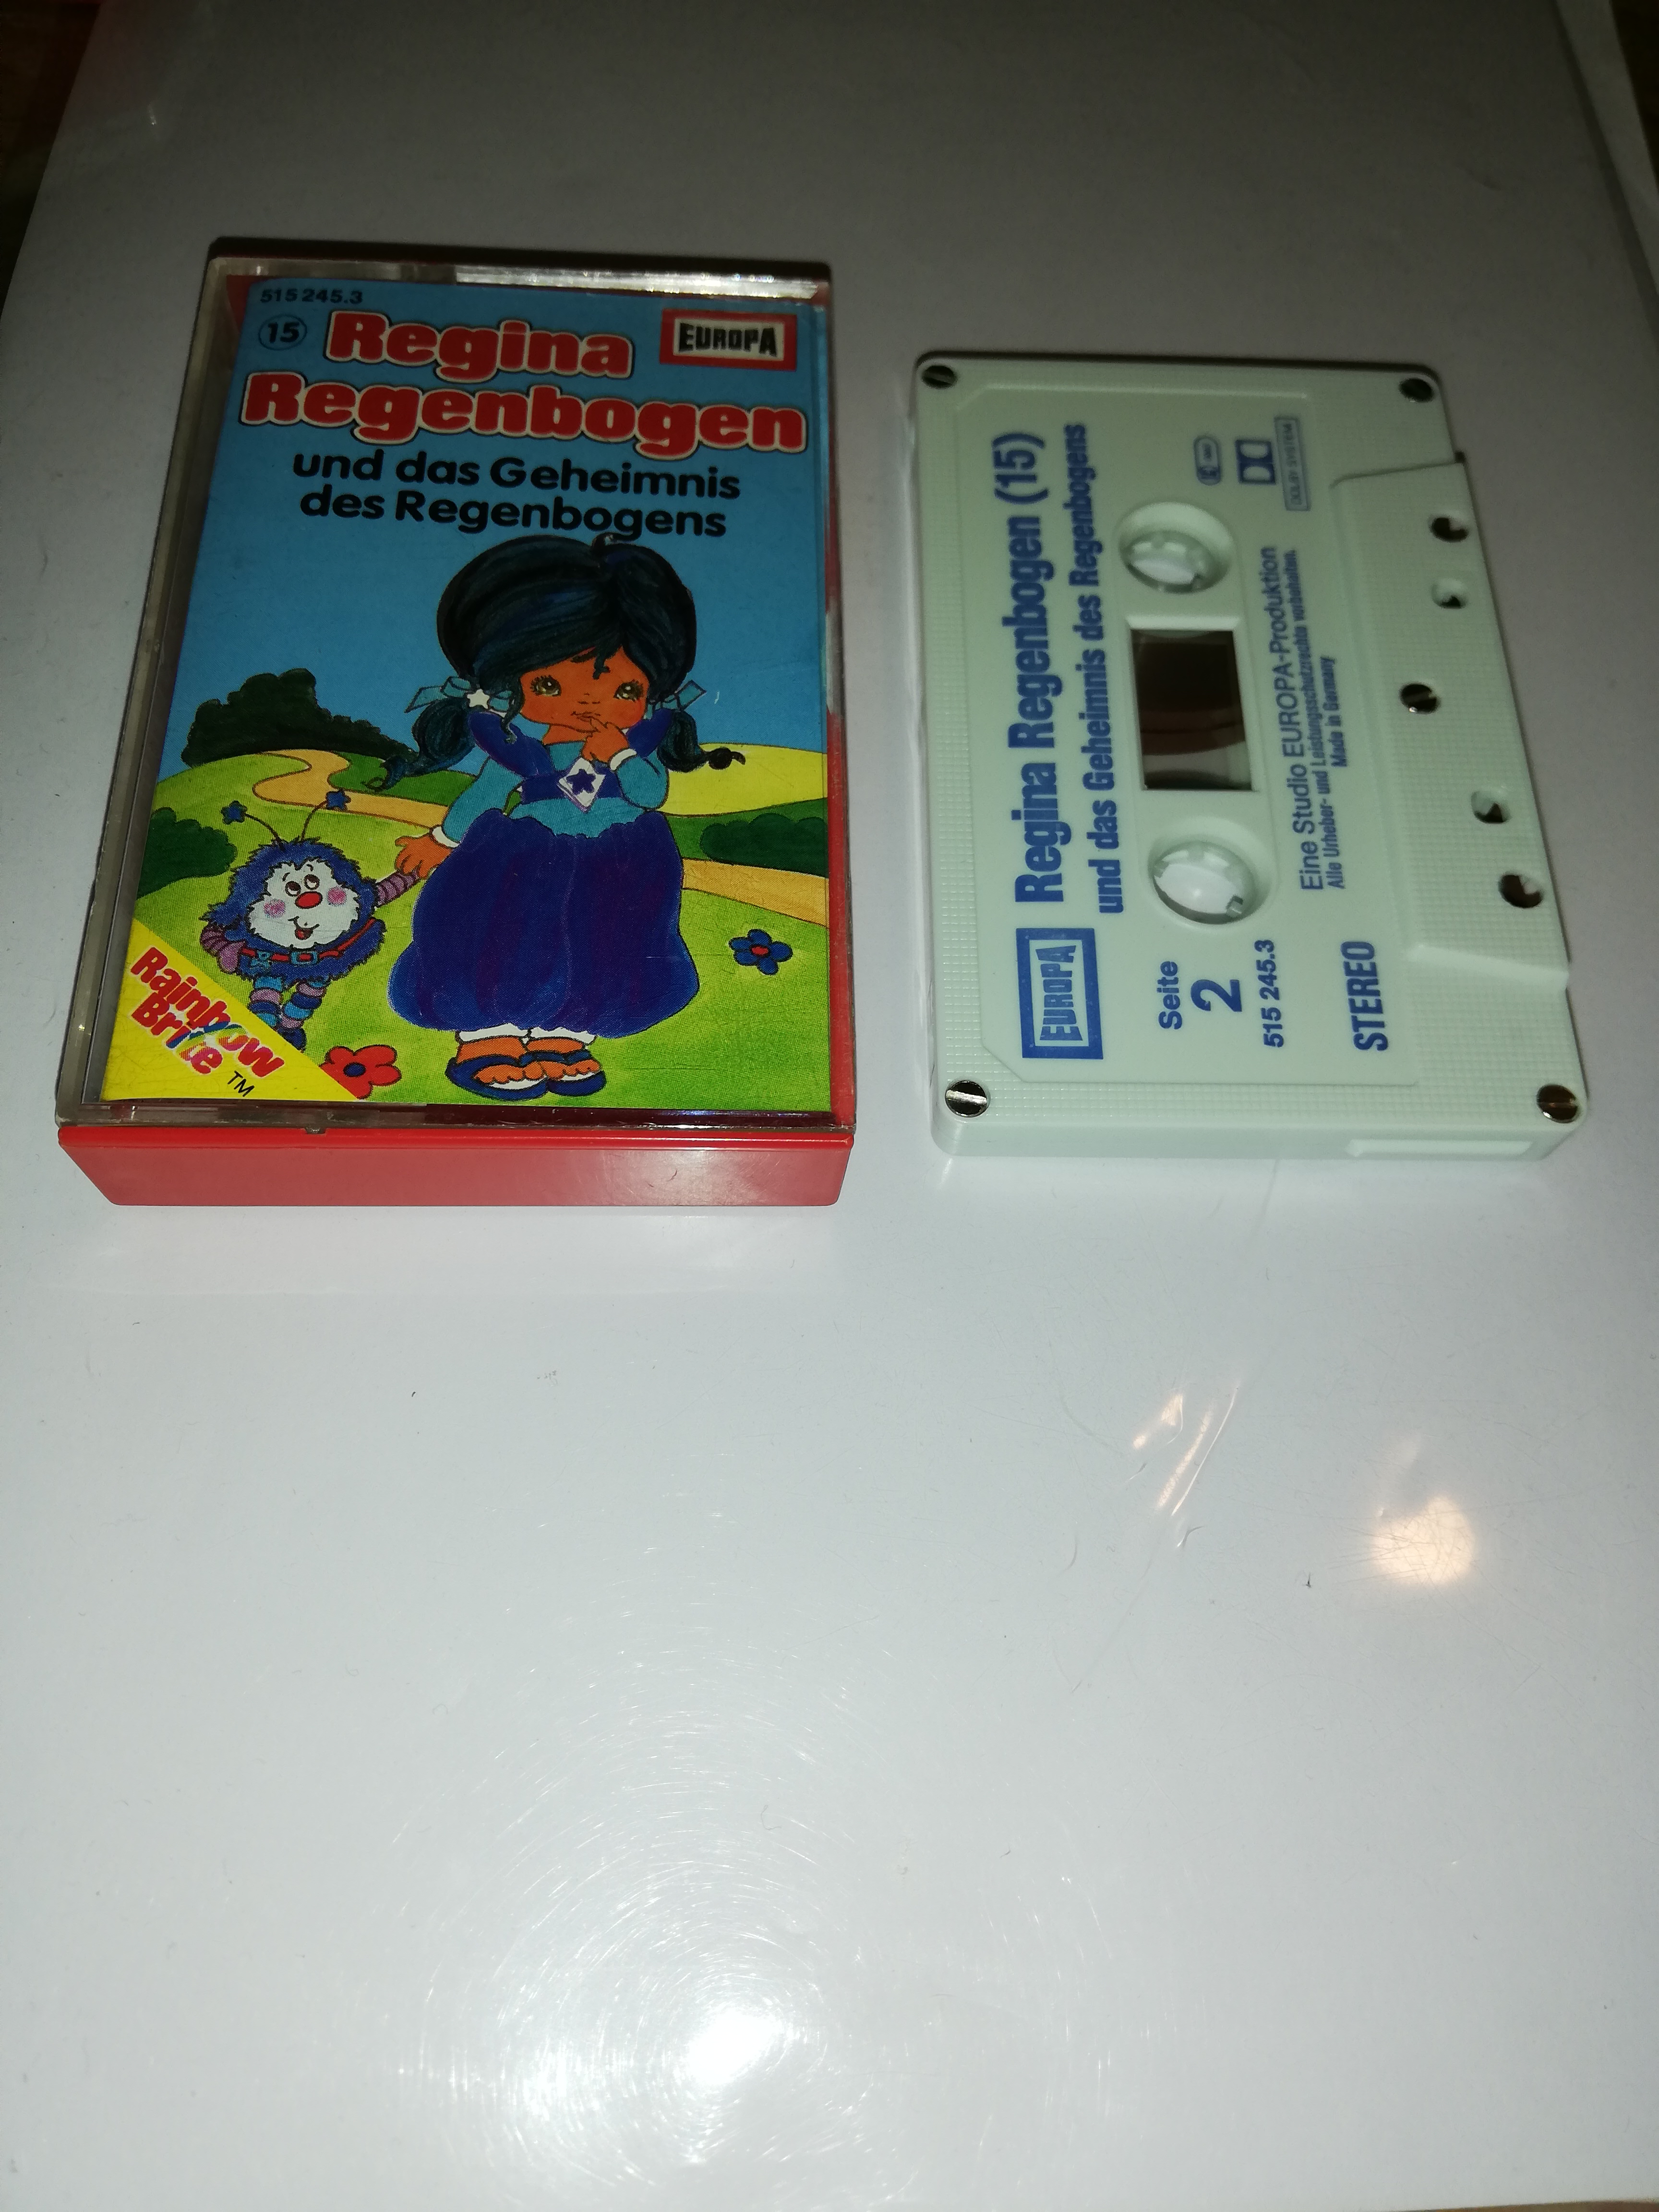 515 245.3
15
Regina
EUROPA
Regenbogen
und das Geheimnis
des Regenbogens
Rainbow
Brite
TM
EUROPA
Regina Regenbogen (15)
und das Geheimnis des Regenbogens
Seite
2
515 245.3
STEREO
Eine Studio EUROPA-Produktion
Alle Urheber- und Leistungsschutzrechte vorbehalten.
Made in Germany
DOLBY SYSTEM